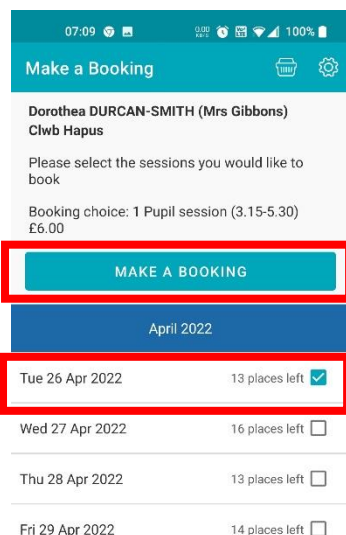 07:09 0.00 KB/S 100%
Make a Booking
Dorothea DURCAN-SMITH (Mrs Gibbons)
Clwb Hapus
Please select the sessions you would like to
book
Booking choice: 1 Pupil session (3.15-5.30)
£6.00
MAKE A BOOKING
April 2022
Tue 26 Apr 2022 13 places left
Wed 27 Apr 2022 16 places left
Thu 28 Apr 2022 13 places left
Fri 29 Apr 2022 14 places left